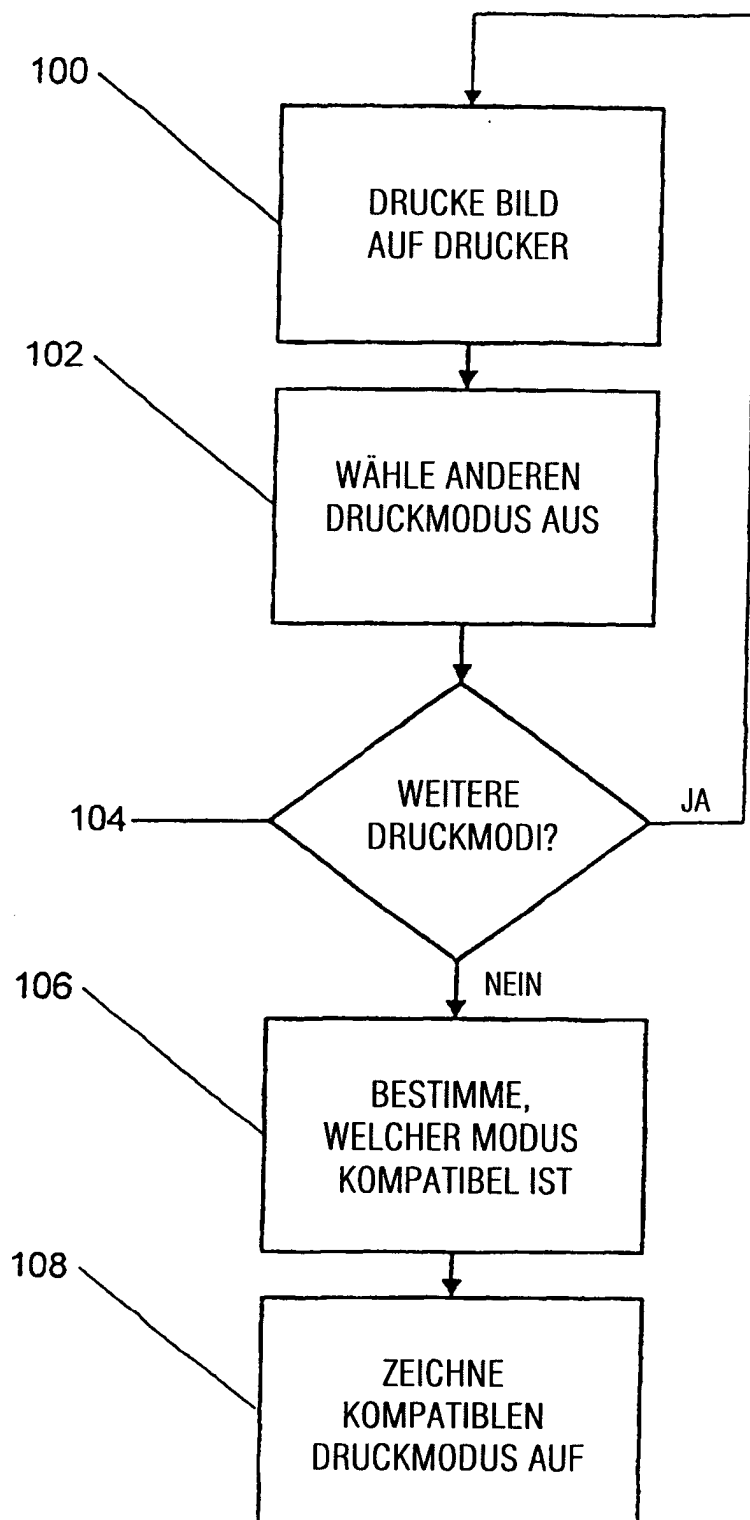 100
DRUCKE BILD
AUF DRUCKER
102
WÄHLE ANDEREN
DRUCKMODUS AUS
104
WEITERE
DRUCKMODI?
JA
NEIN
106
BESTIMME,
WELCHER MODUS
KOMPATIBEL IST
108
ZEICHNE
KOMPATIBLEN
DRUCKMODUS AUF